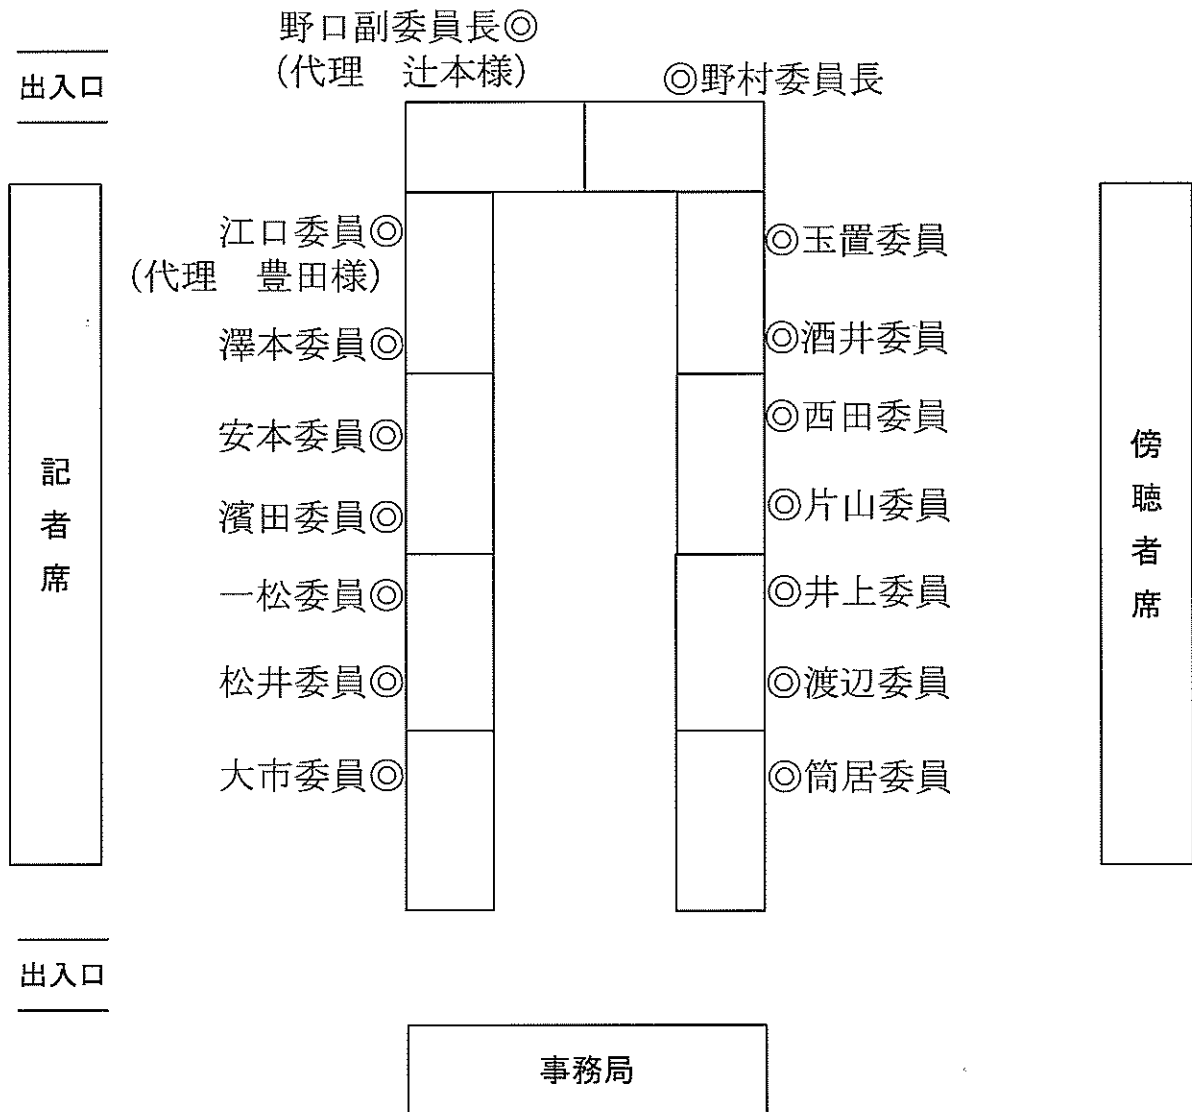 野口副委員長◎
(代理　辻本様)
◎野村委員長
出入口
江口委員◎
(代理　豊田様)
澤本委員◎
安本委員◎
濱田委員◎
一松委員◎
松井委員◎
大市委員◎
◎玉置委員
◎酒井委員
◎西田委員
◎片山委員
◎井上委員
◎渡辺委員
◎筒居委員
記者席
傍聴者席
出入口
事務局